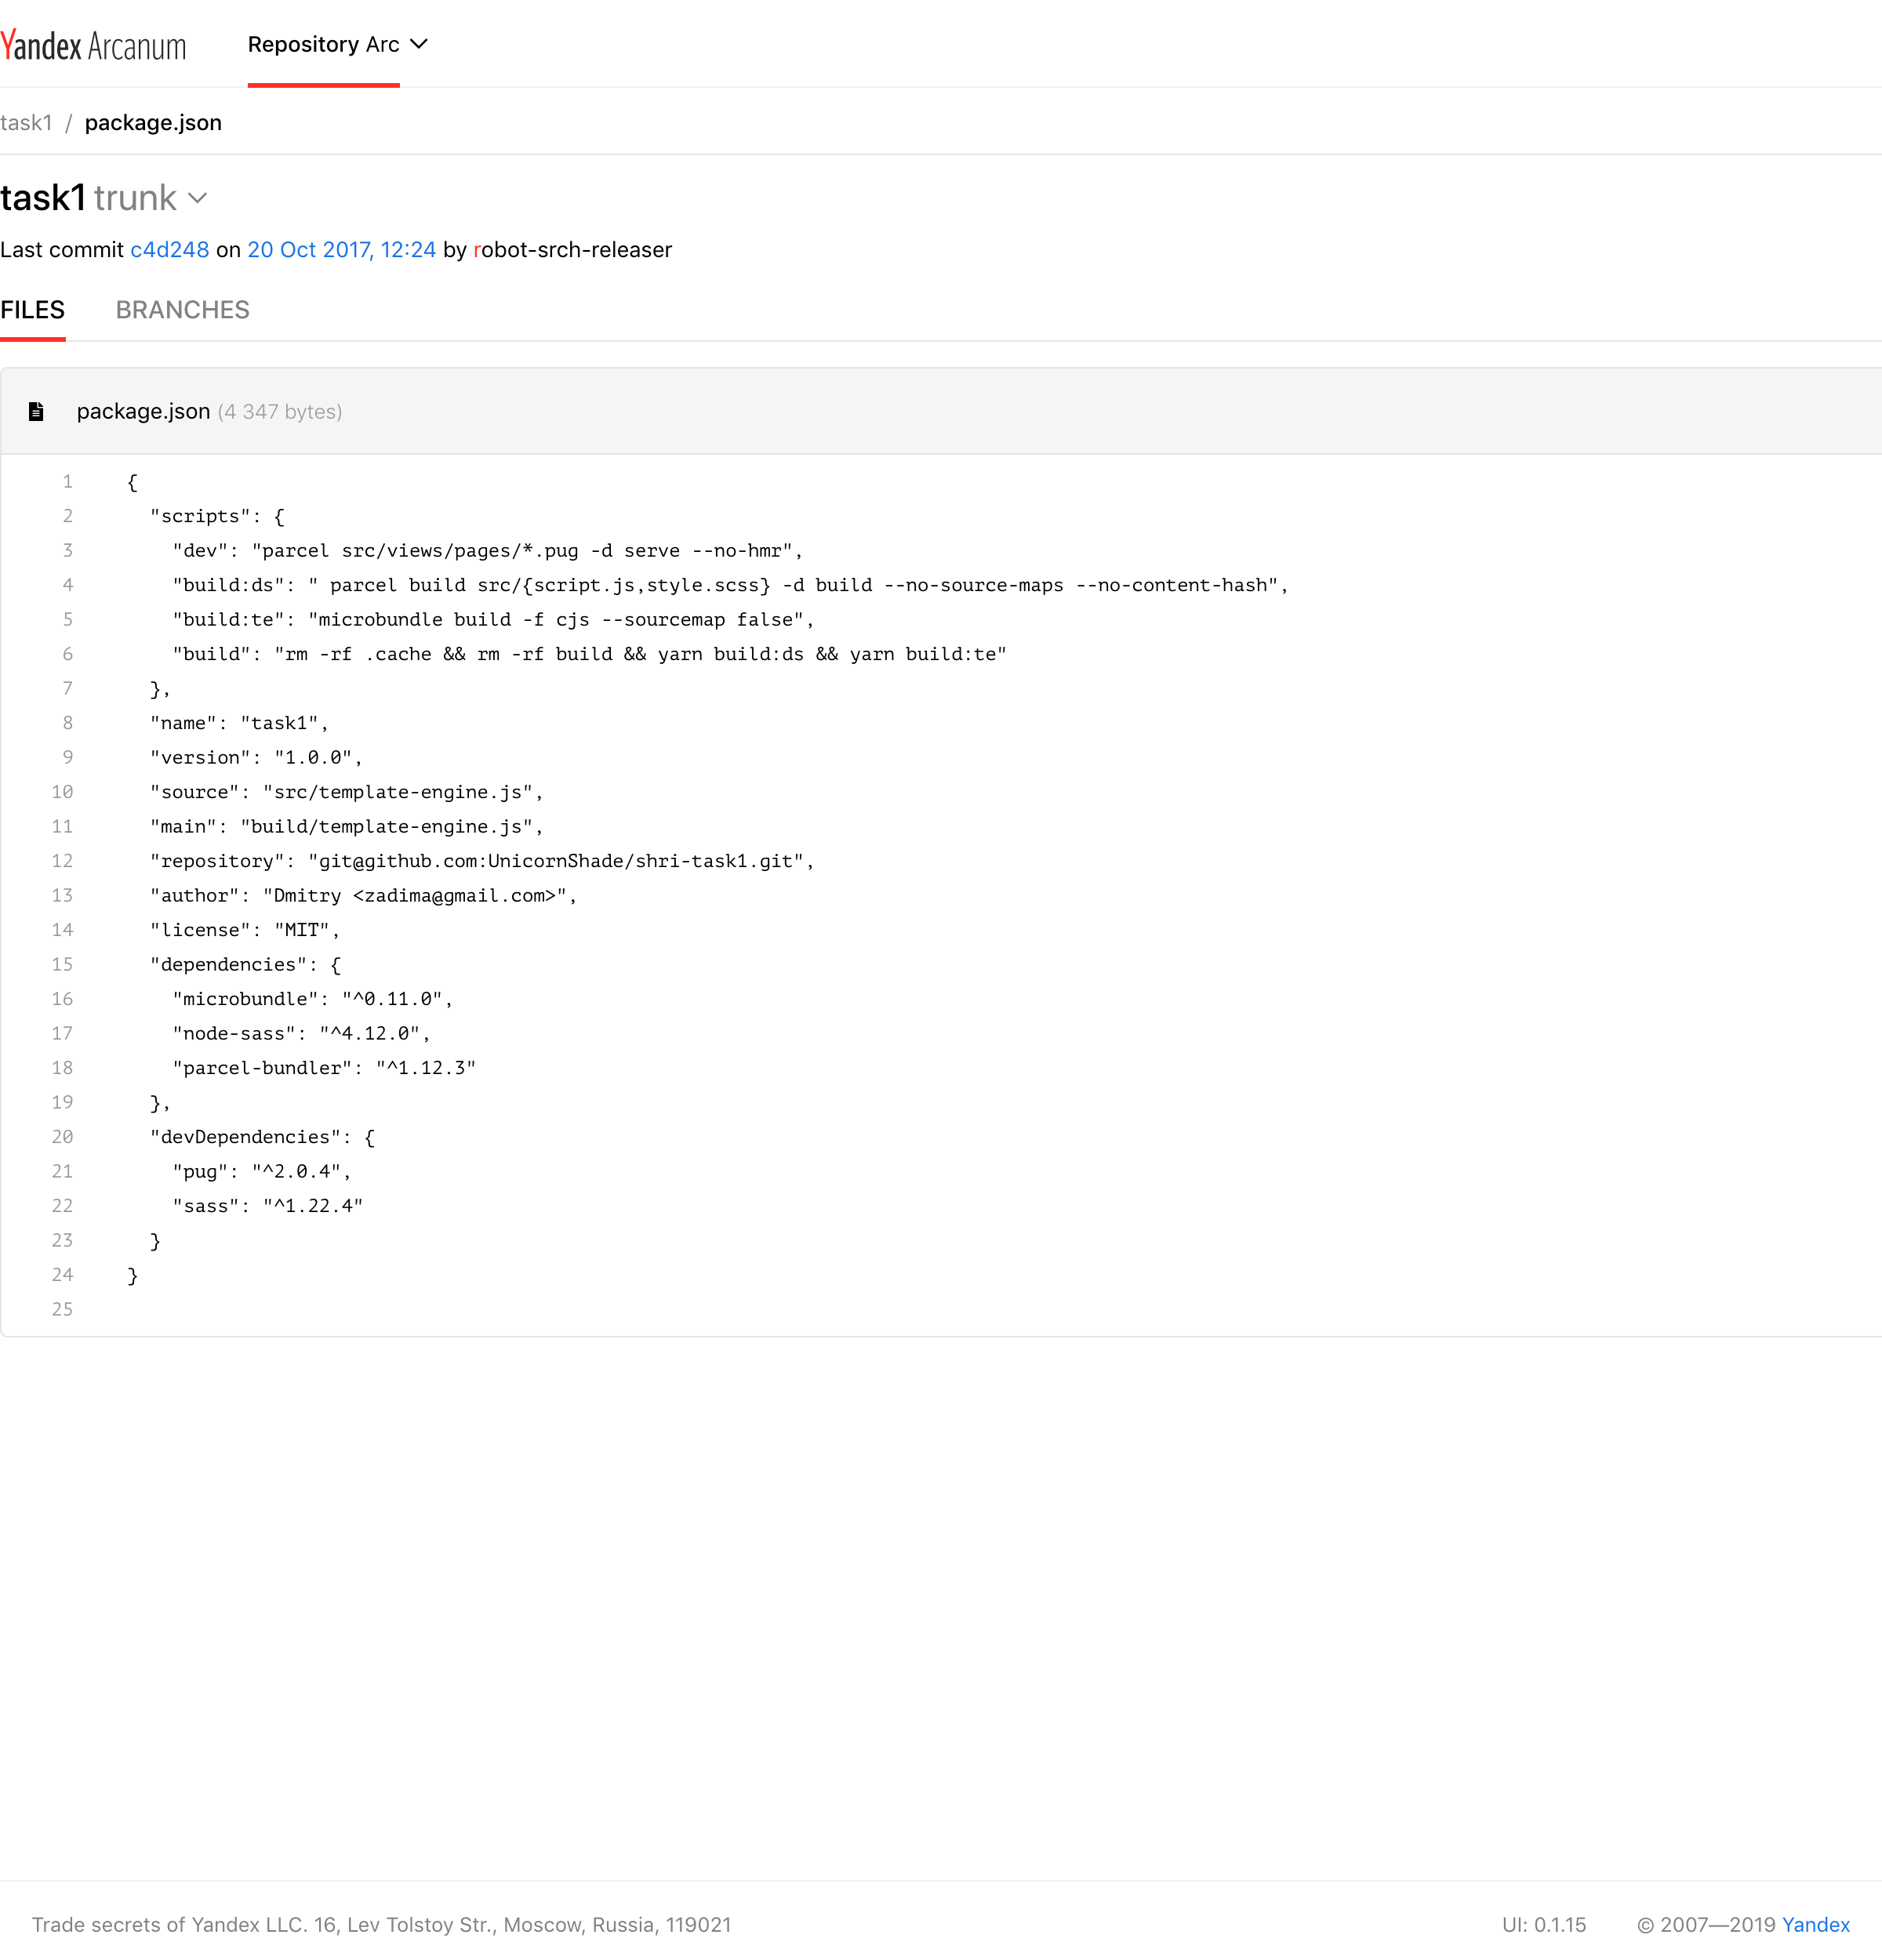 Yandex Arcanum
Repository Arc
task1 / package.json
task1 trunk
Last commit c4d248 on 20 Oct 2017, 12:24 by robot-srch-releaser
FILES BRANCHES
package.json (4 347 bytes)
1 {
2   "scripts": {
3     "dev": "parcel src/views/pages/*.pug -d serve --no-hmr",
4     "build:ds": " parcel build src/{script.js,style.scss} -d build --no-source-maps --no-content-hash",
5     "build:te": "microbundle build -f cjs --sourcemap false",
6     "build": "rm -rf .cache && rm -rf build && yarn build:ds && yarn build:te"
7   },
8   "name": "task1",
9   "version": "1.0.0",
10   "source": "src/template-engine.js",
11   "main": "build/template-engine.js",
12   "repository": "git@github.com:UnicornShade/shri-task1.git",
13   "author": "Dmitry <zadima@gmail.com>",
14   "license": "MIT",
15   "dependencies": {
16     "microbundle": "^0.11.0",
17     "node-sass": "^4.12.0",
18     "parcel-bundler": "^1.12.3"
19   },
20   "devDependencies": {
21     "pug": "^2.0.4",
22     "sass": "^1.22.4"
23   }
24 }
25
Trade secrets of Yandex LLC. 16, Lev Tolstoy Str., Moscow, Russia, 119021 UI: 0.1.15 © 2007—2019 Yandex